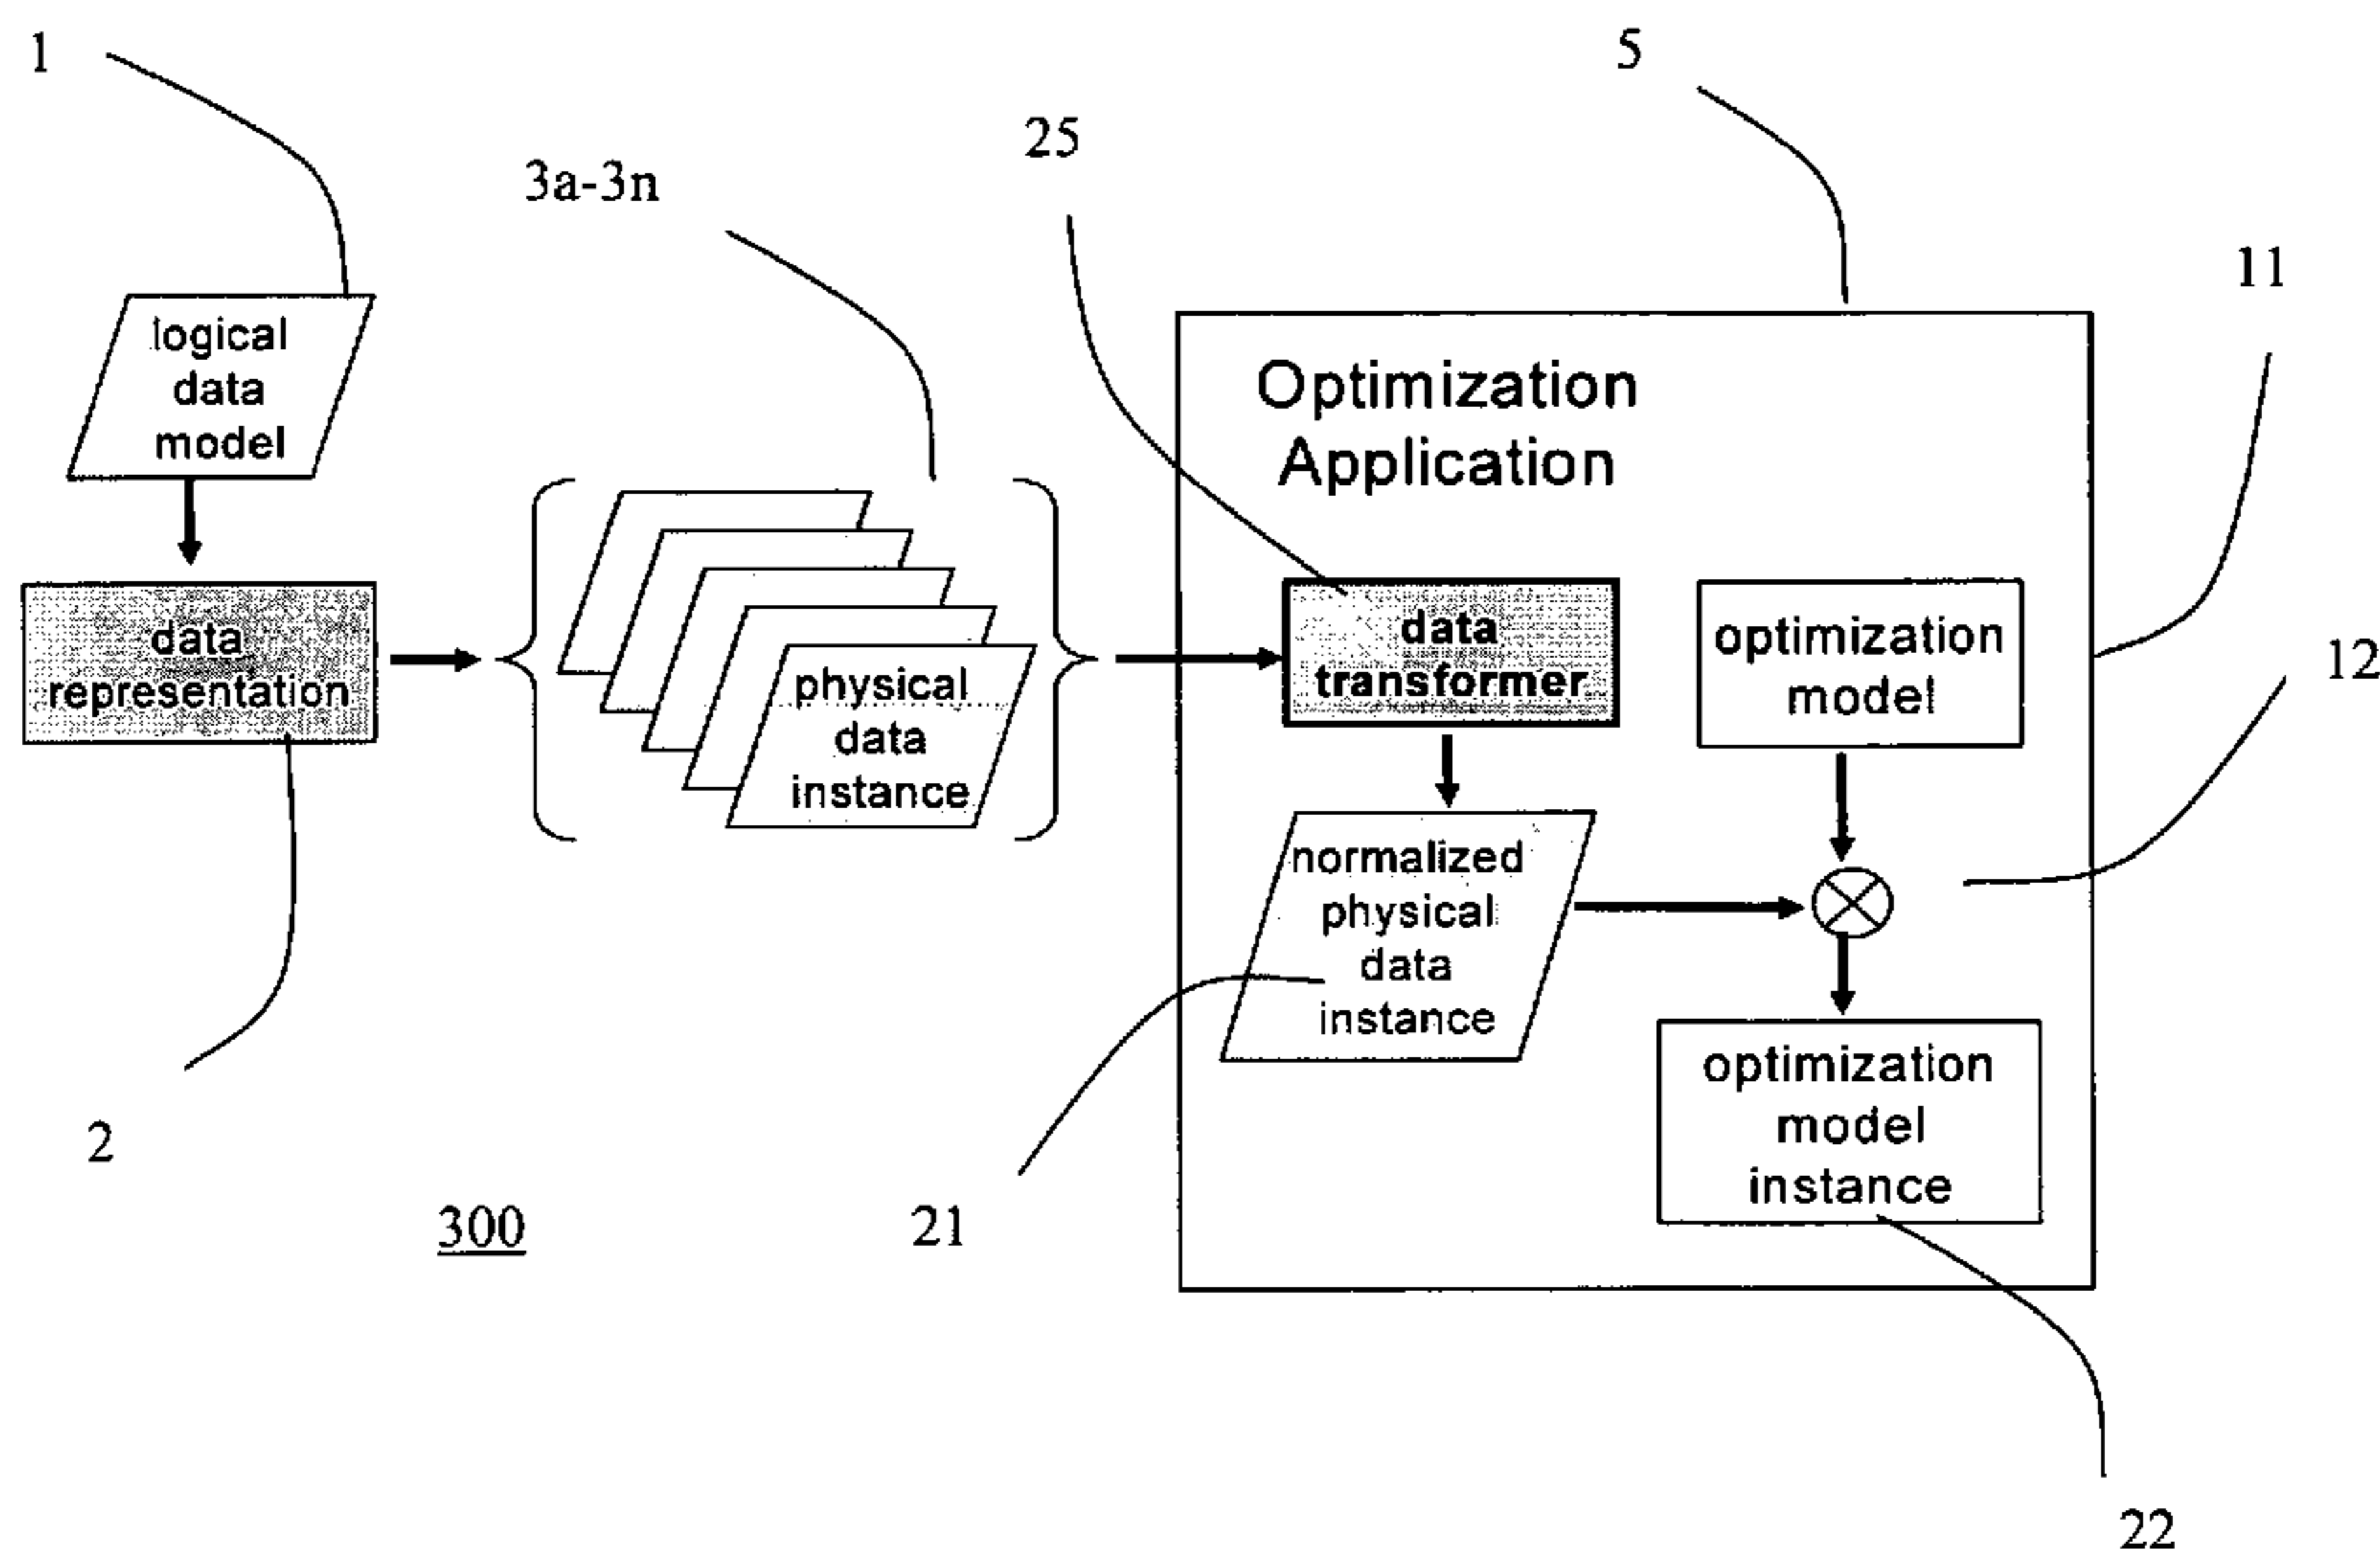 1
5
25
3a-3n
11
logical
data
model
Optimization
Application
data
representation
physical
data
instance
data
transformer
optimization
model
12
normalized
physical
data
instance
optimization
model
instance
2
300
21
22